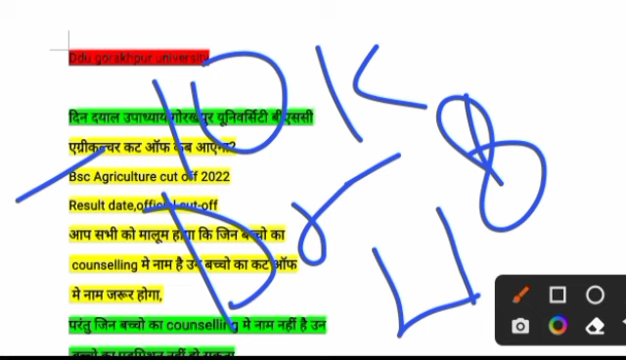 Ddu gorakhpur university
दिन दयाल उपाध्याय गोरखपुर यूनिवर्सिटी बीएससी
एग्रीकल्चर कट ऑफ कब आएगा?
Bsc Agriculture cut off 2022
Result date,official cut-off
आप सभी को मालूम होगा कि जिन बच्चो का
counselling मे नाम है उन बच्चो का कट ऑफ
मे नाम जरूर होगा,
परंतु जिन बच्चो का counselling मे नाम नहीं है उन
10K